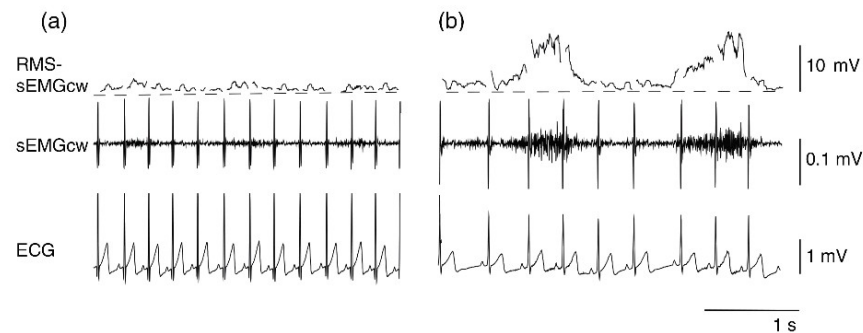 (a)
(b)
RMS-
sEMGcw
10 mV
sEMGcw
0.1 mV
ECG
1 mV
1 s